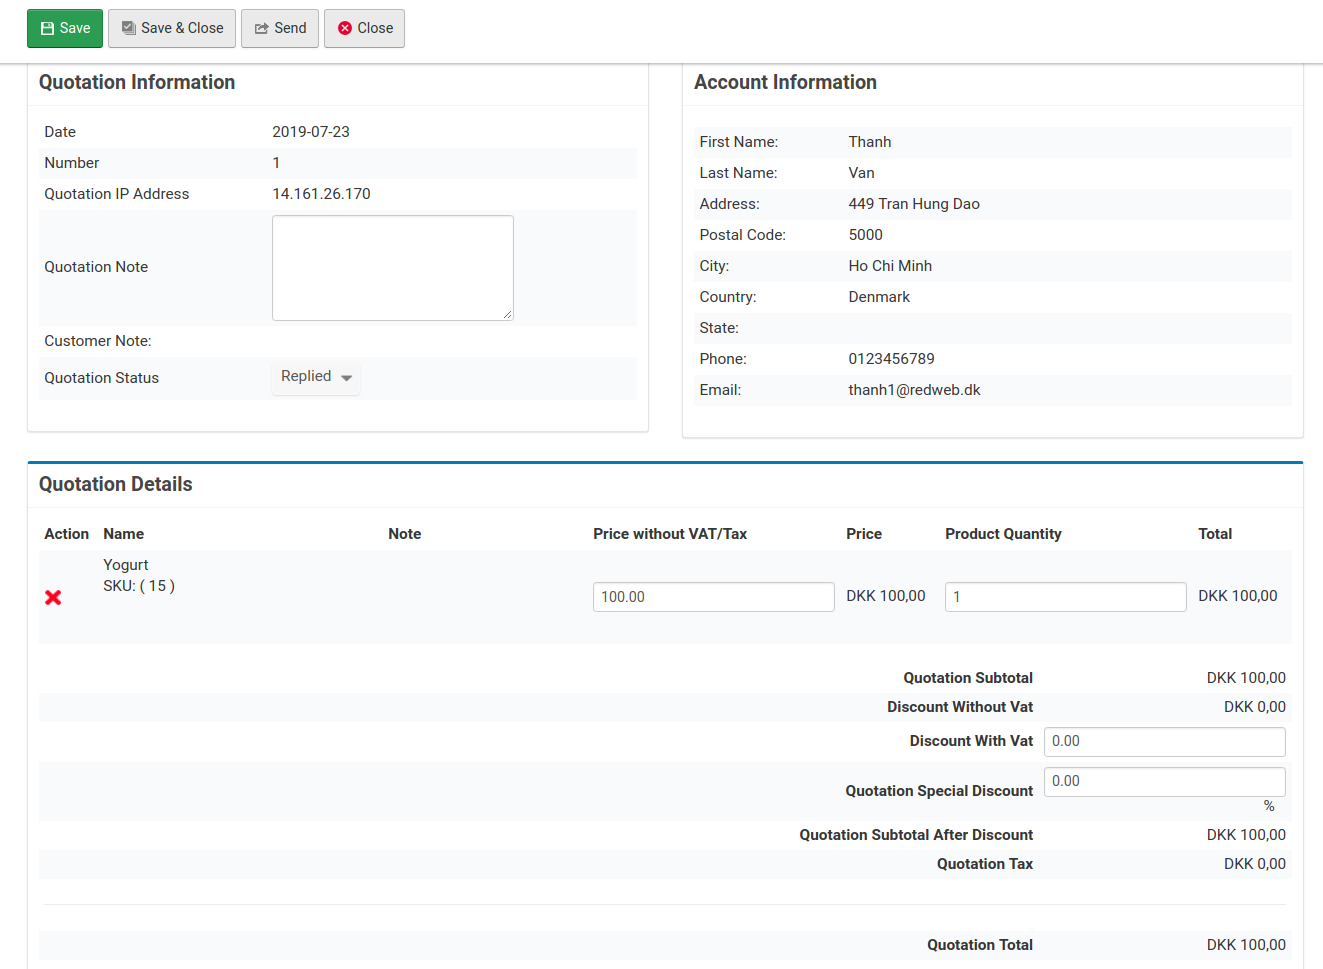 Save
Save & Close
Send
Close
Quotation Information
Date 2019-07-23
Number 1
Quotation IP Address 14.161.26.170
Quotation Note
Customer Note:
Quotation Status Replied
Account Information
First Name: Thanh
Last Name: Van
Address: 449 Tran Hung Dao
Postal Code: 5000
City: Ho Chi Minh
Country: Denmark
State:
Phone: 0123456789
Email: thanh1@redweb.dk
Quotation Details
Action Name Note Price without VAT/Tax Price Product Quantity Total
Yogurt
SKU: ( 15 )
100.00 DKK 100,00 1 DKK 100,00
Quotation Subtotal DKK 100,00
Discount Without Vat DKK 0,00
Discount With Vat 0.00
Quotation Special Discount 0.00
%
Quotation Subtotal After Discount DKK 100,00
Quotation Tax DKK 0,00
Quotation Total DKK 100,00